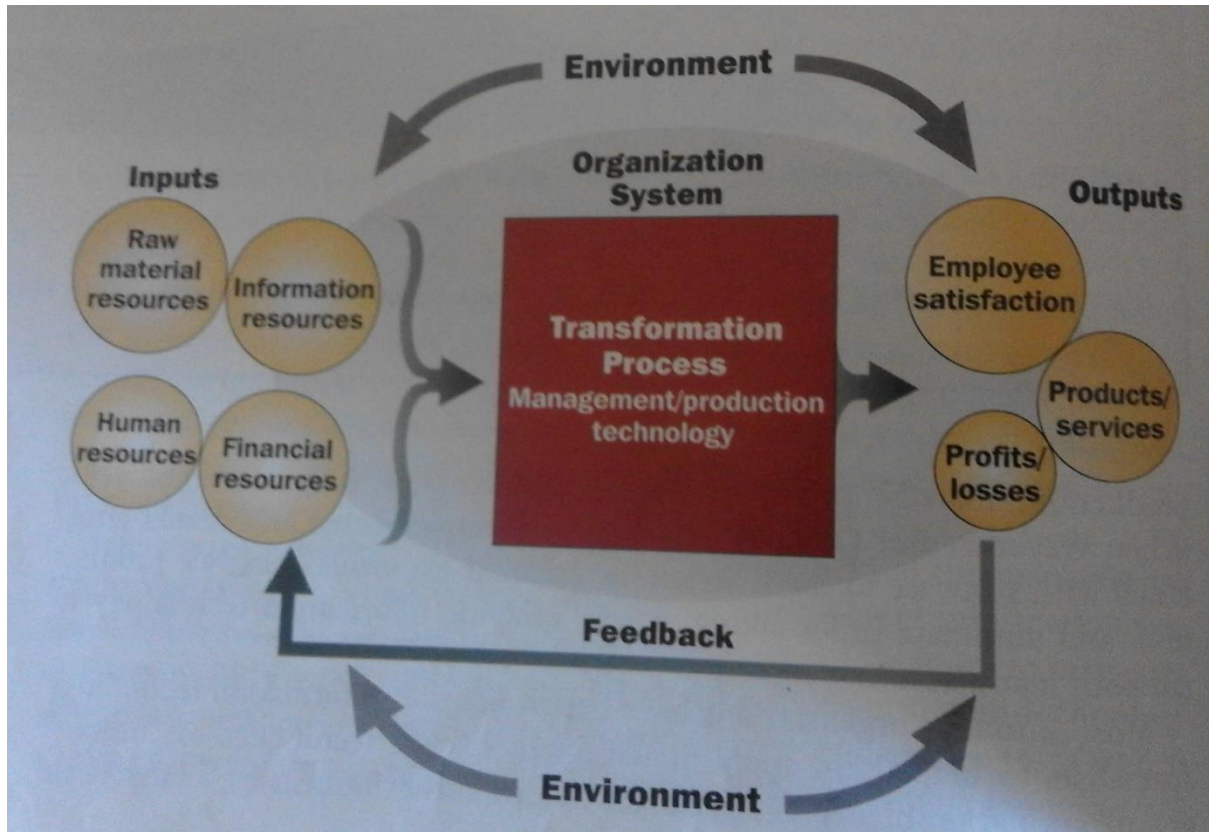 Environment
Organization
System
Inputs
Outputs
Raw
material
resources
Information
resources
Human
resources
Financial
resources
Transformation
Process
Management/production
technology
Employee
satisfaction
Products/
services
Profits/
losses
Feedback
Environment